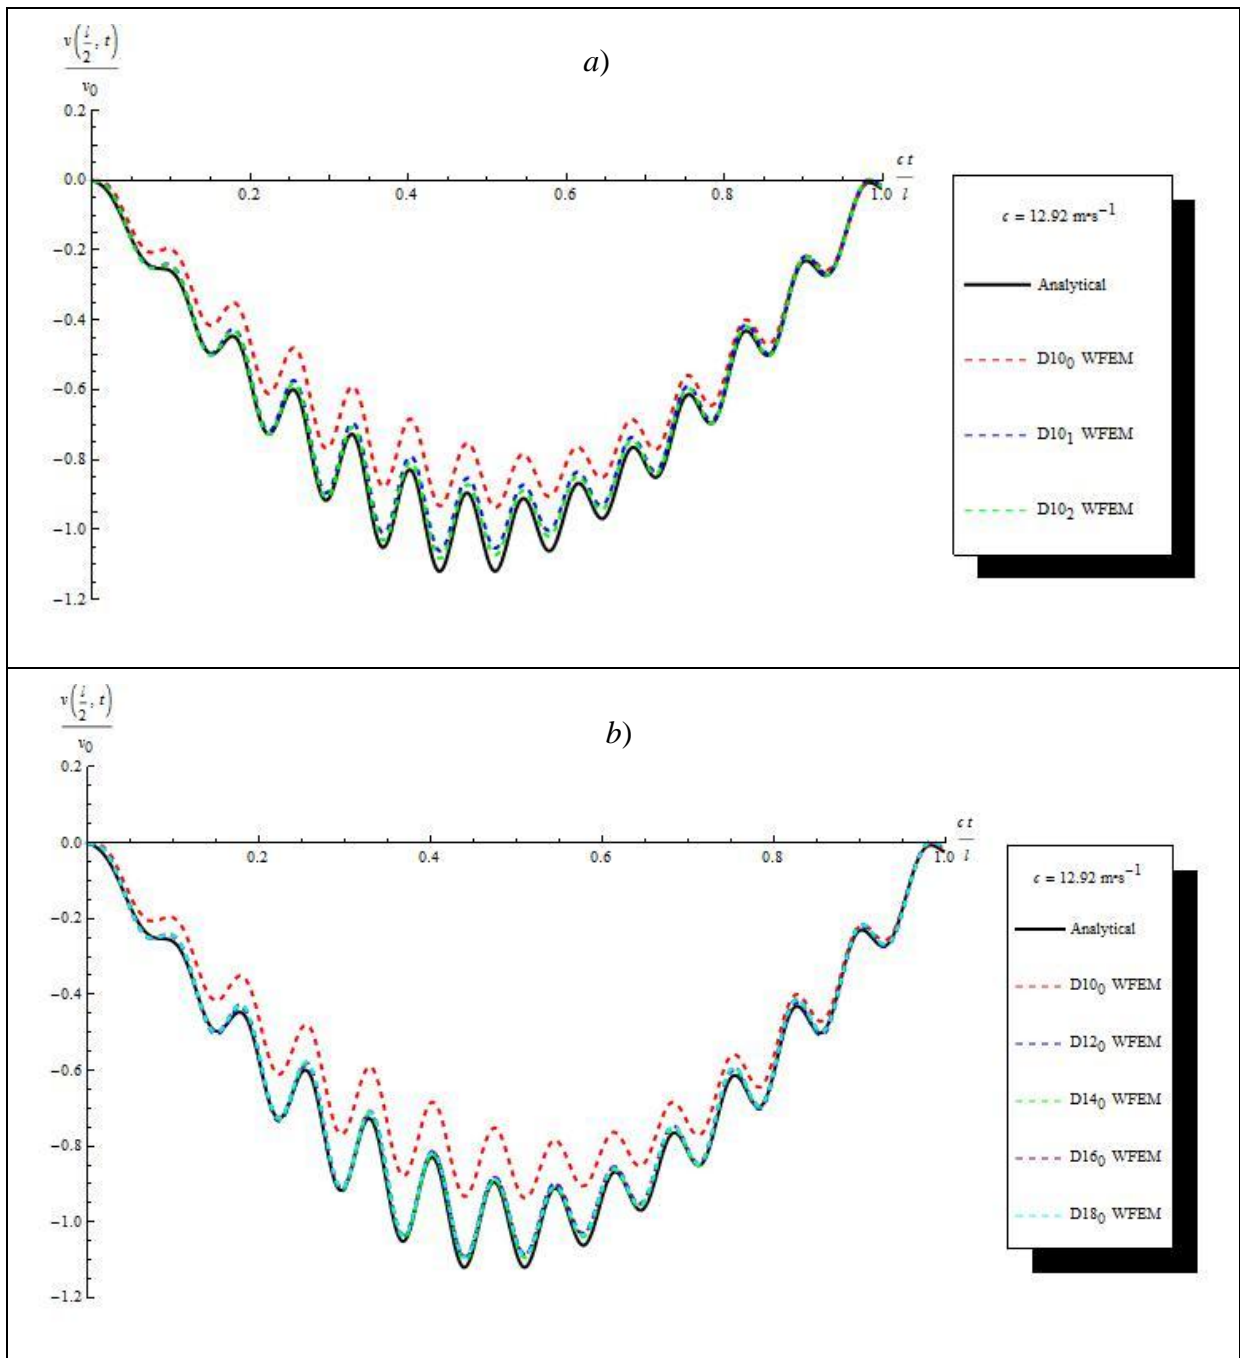 a)
v(l/2, t)
v₀
0.2
0.0
−0.2
−0.4
−0.6
−0.8
−1.0
−1.2
0.2 0.4 0.6 0.8 1.0
c t
l
c = 12.92 m•s⁻¹
Analytical
D10₀ WFEM
D10₁ WFEM
D10₂ WFEM
b)
v(l/2, t)
v₀
0.2
0.0
−0.2
−0.4
−0.6
−0.8
−1.0
−1.2
0.2 0.4 0.6 0.8 1.0
c t
l
c = 12.92 m•s⁻¹
Analytical
D10₀ WFEM
D12₀ WFEM
D14₀ WFEM
D16₀ WFEM
D18₀ WFEM